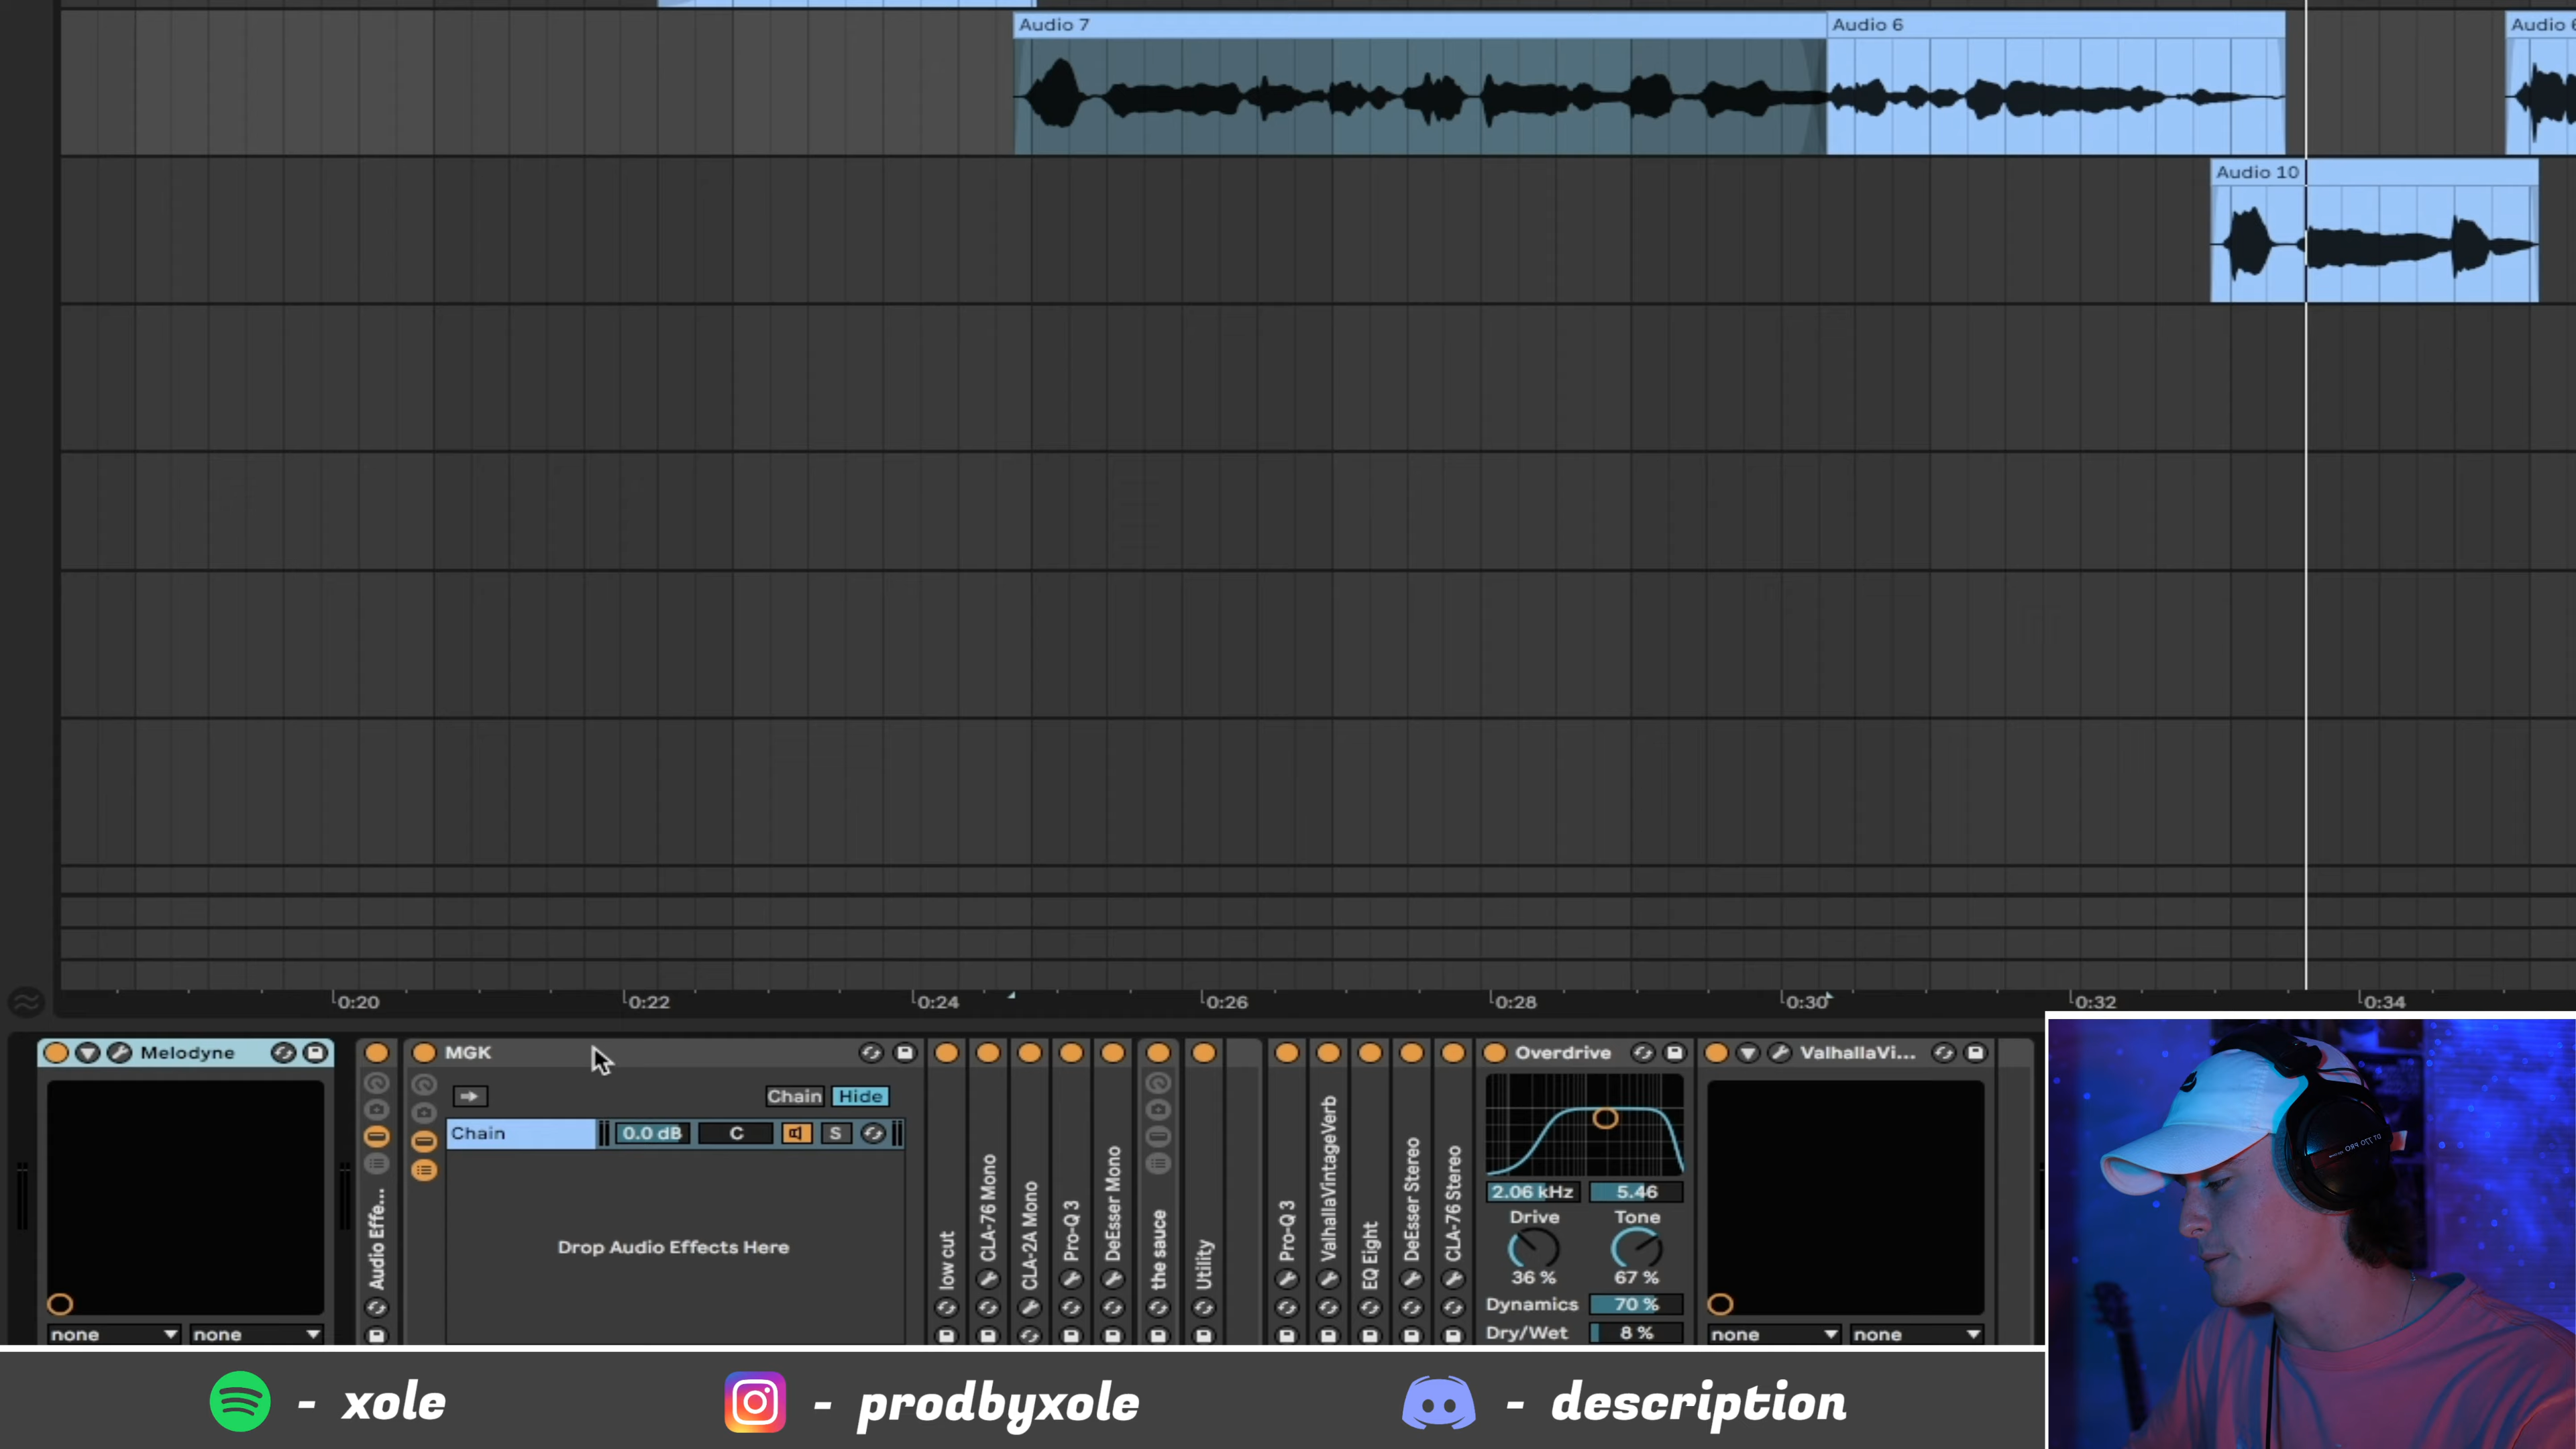 Audio 7
Audio 6
Audio 6
Audio 10
0:20
0:22
0:24
0:26
0:28
0:30
0:32
0:34
Melodyne
none
none
Audio Effe...
MGK
Chain
Hide
Chain
0.0 dB
C
S
Drop Audio Effects Here
low cut
CLA-76 Mono
CLA-2A Mono
Pro-Q 3
DeEsser Mono
the sauce
Utility
Pro-Q 3
ValhallaVintageVerb
EQ Eight
DeEsser Stereo
CLA-76 Stereo
Overdrive
2.06 kHz
5.46
Drive
Tone
36 %
67 %
Dynamics
70 %
Dry/Wet
8 %
ValhallaVi...
none
none
- xole
- prodbyxole
- description